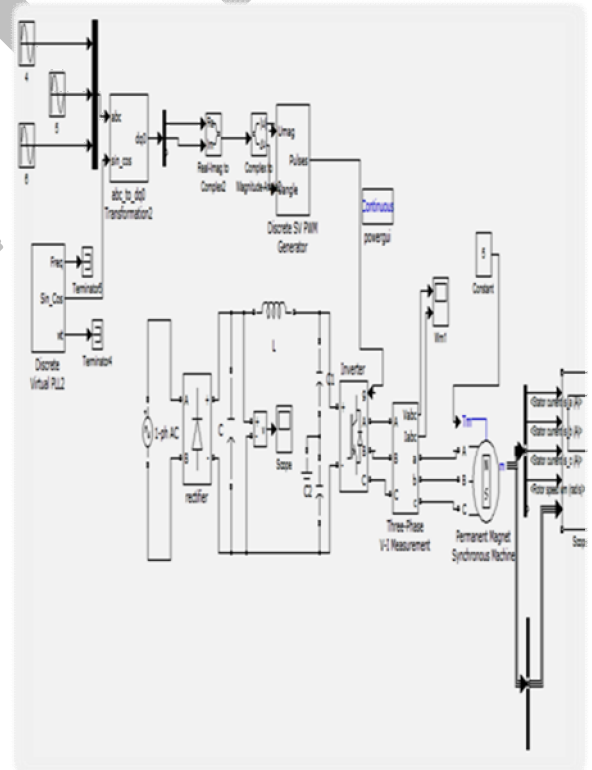 4
5
6
abc
sin_cos
dq0
abc_to_dq0
Transformation2
Re
Im
Real-Imag to
Complex2
Complex to
Umag
Uangle
Pulses
Discrete SV PWM
Generator
Continuous
powergui
Freq
Sin_Cos
wt
Discrete
Virtual PLL2
Terminator5
Terminator4
Constant
Vm1
1-ph AC
A
B
+
-
rectifier
C
L
+
-
v
Scope
C1
C2
Inverter
g
+
-
A
B
C
A
B
C
Vabc
Iabc
a
b
c
Three-Phase
V-I Measurement
Tm
A
B
C
N
S
m
Permanent Magnet
Synchronous Machine
<Stator current is_a (A)>
<Stator current is_b (A)>
<Stator current is_c (A)>
<Rotor speed wm (rad/s)>